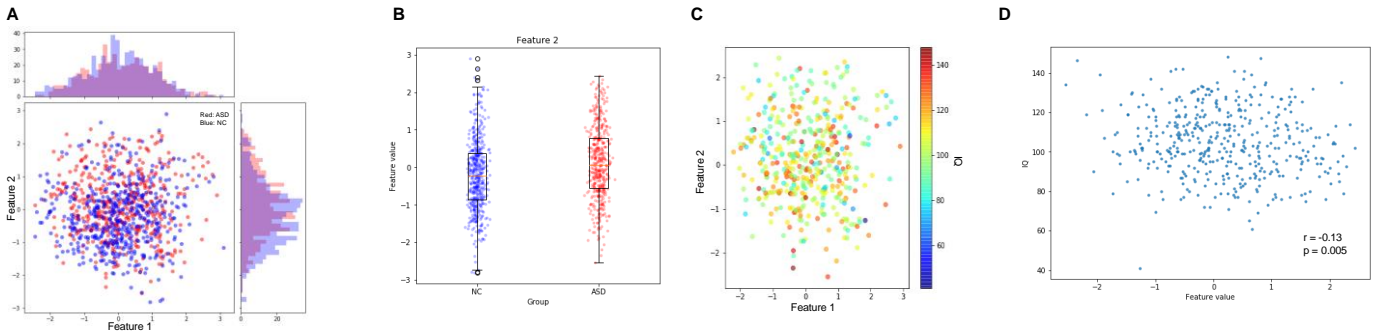 A
40
30
20
10
0
3
2
1
0
-1
-2
-3
Red: ASD
Blue: NC
Feature 2
-2
-1
0
1
2
3
Feature 1
0
20
B
Feature 2
3
2
1
0
−1
−2
−3
Feature value
NC
ASD
Group
C
2
1
0
−1
−2
Feature 2
−2
−1
0
1
2
3
Feature 1
140
120
100
80
60
IQ
D
140
120
100
80
60
40
IQ
r = -0.13
p = 0.005
−2
−1
0
1
2
Feature value